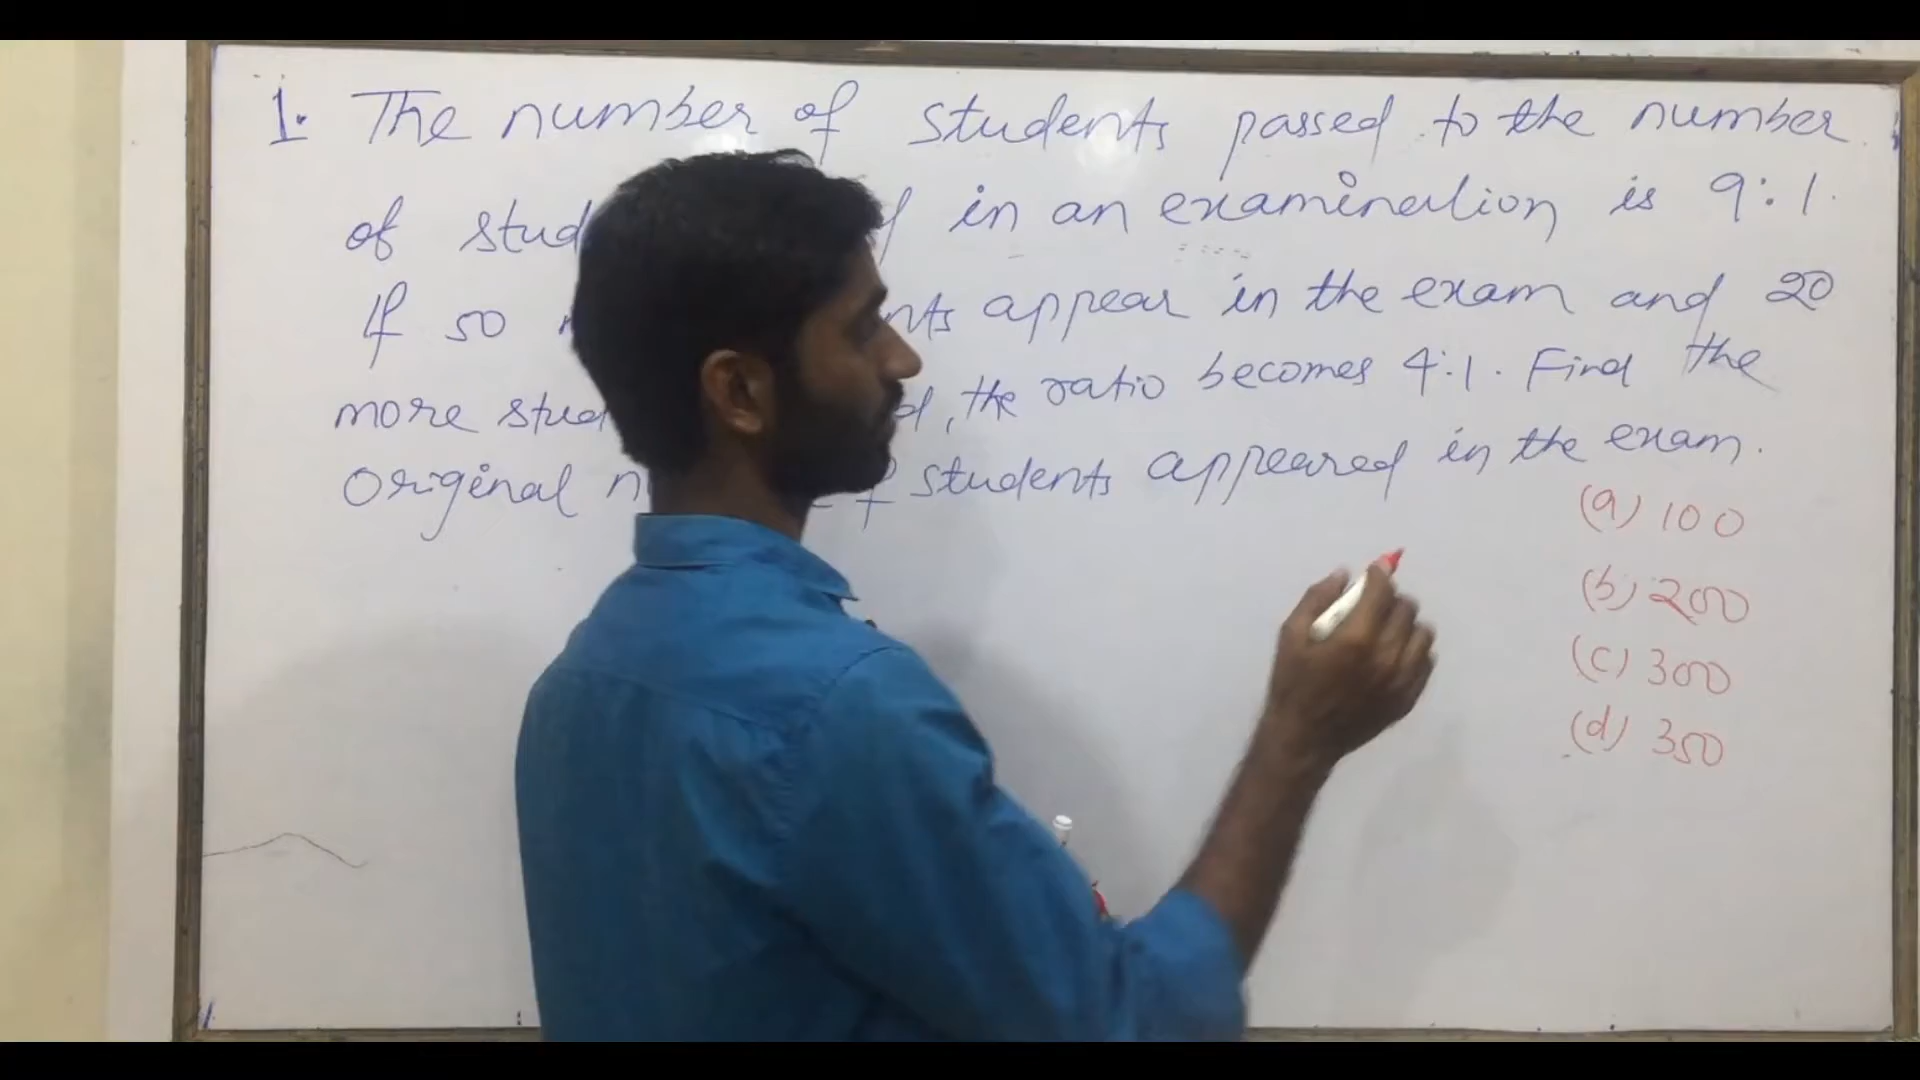 1. The number of students passed to the number
of in an examination is 9:1.
If 50 appear in the exam and 20
more , the ratio becomes 4:1. Find the
original students appeared in the exam.
(a) 100
(b) 200
(c) 300
(d) 350